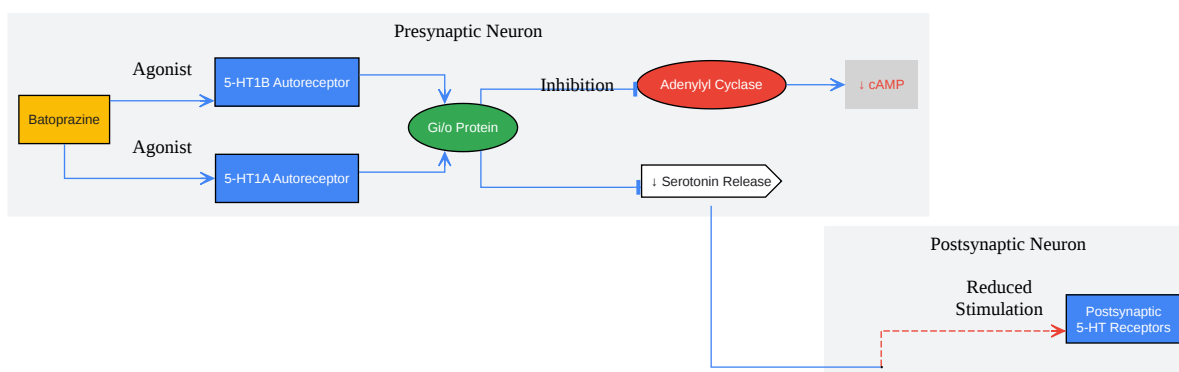 Presynaptic Neuron
Agonist
5-HT1B Autoreceptor
Inhibition
Adenylyl Cyclase
↓ cAMP
Batoprazine
Gi/o Protein
Agonist
5-HT1A Autoreceptor
↓ Serotonin Release
Postsynaptic Neuron
Reduced
Stimulation
Postsynaptic
5-HT Receptors